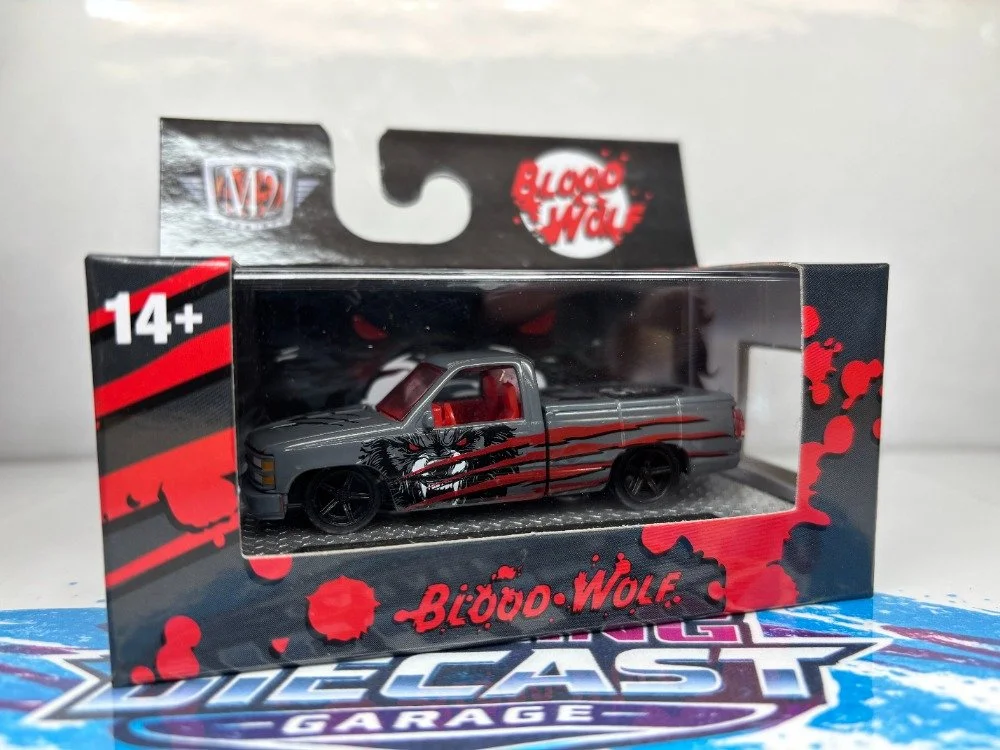 M2
BLOOD
WOLF
14+
BLOOD·WOLF
DIECAST
GARAGE